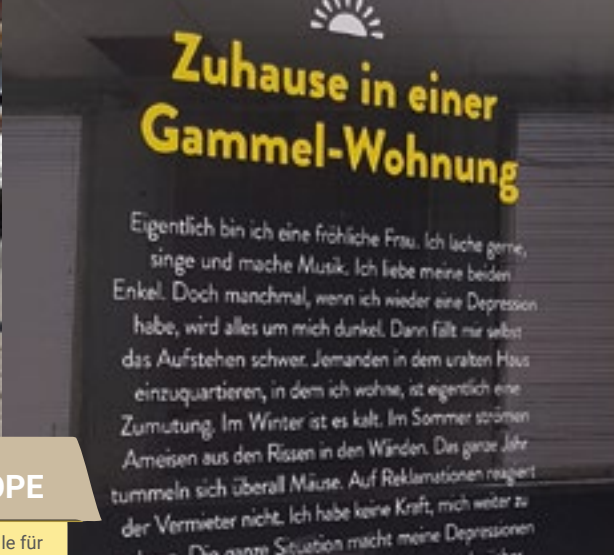 Zuhause in einer
Gammel-Wohnung
Eigentlich bin ich eine fröhliche Frau. Ich lache gerne,
singe und mache Musik. Ich liebe meine beiden
Enkel. Doch manchmal, wenn ich wieder eine Depression
habe, wird alles um mich dunkel. Dann fällt mir selbst
das Aufstehen schwer. Jemanden in dem uralten Haus
einzuquartieren, in dem ich wohne, ist eigentlich eine
Zumutung. Im Winter ist es kalt. Im Sommer strömen
Ameisen aus den Rissen in den Wänden. Das ganze Jahr
tummeln sich überall Mäuse. Auf Reklamationen reagiert
der Vermieter nicht. Ich habe keine Kraft, mich weiter zu
Die ganze Situation macht meine Depressionen
OPE
le für